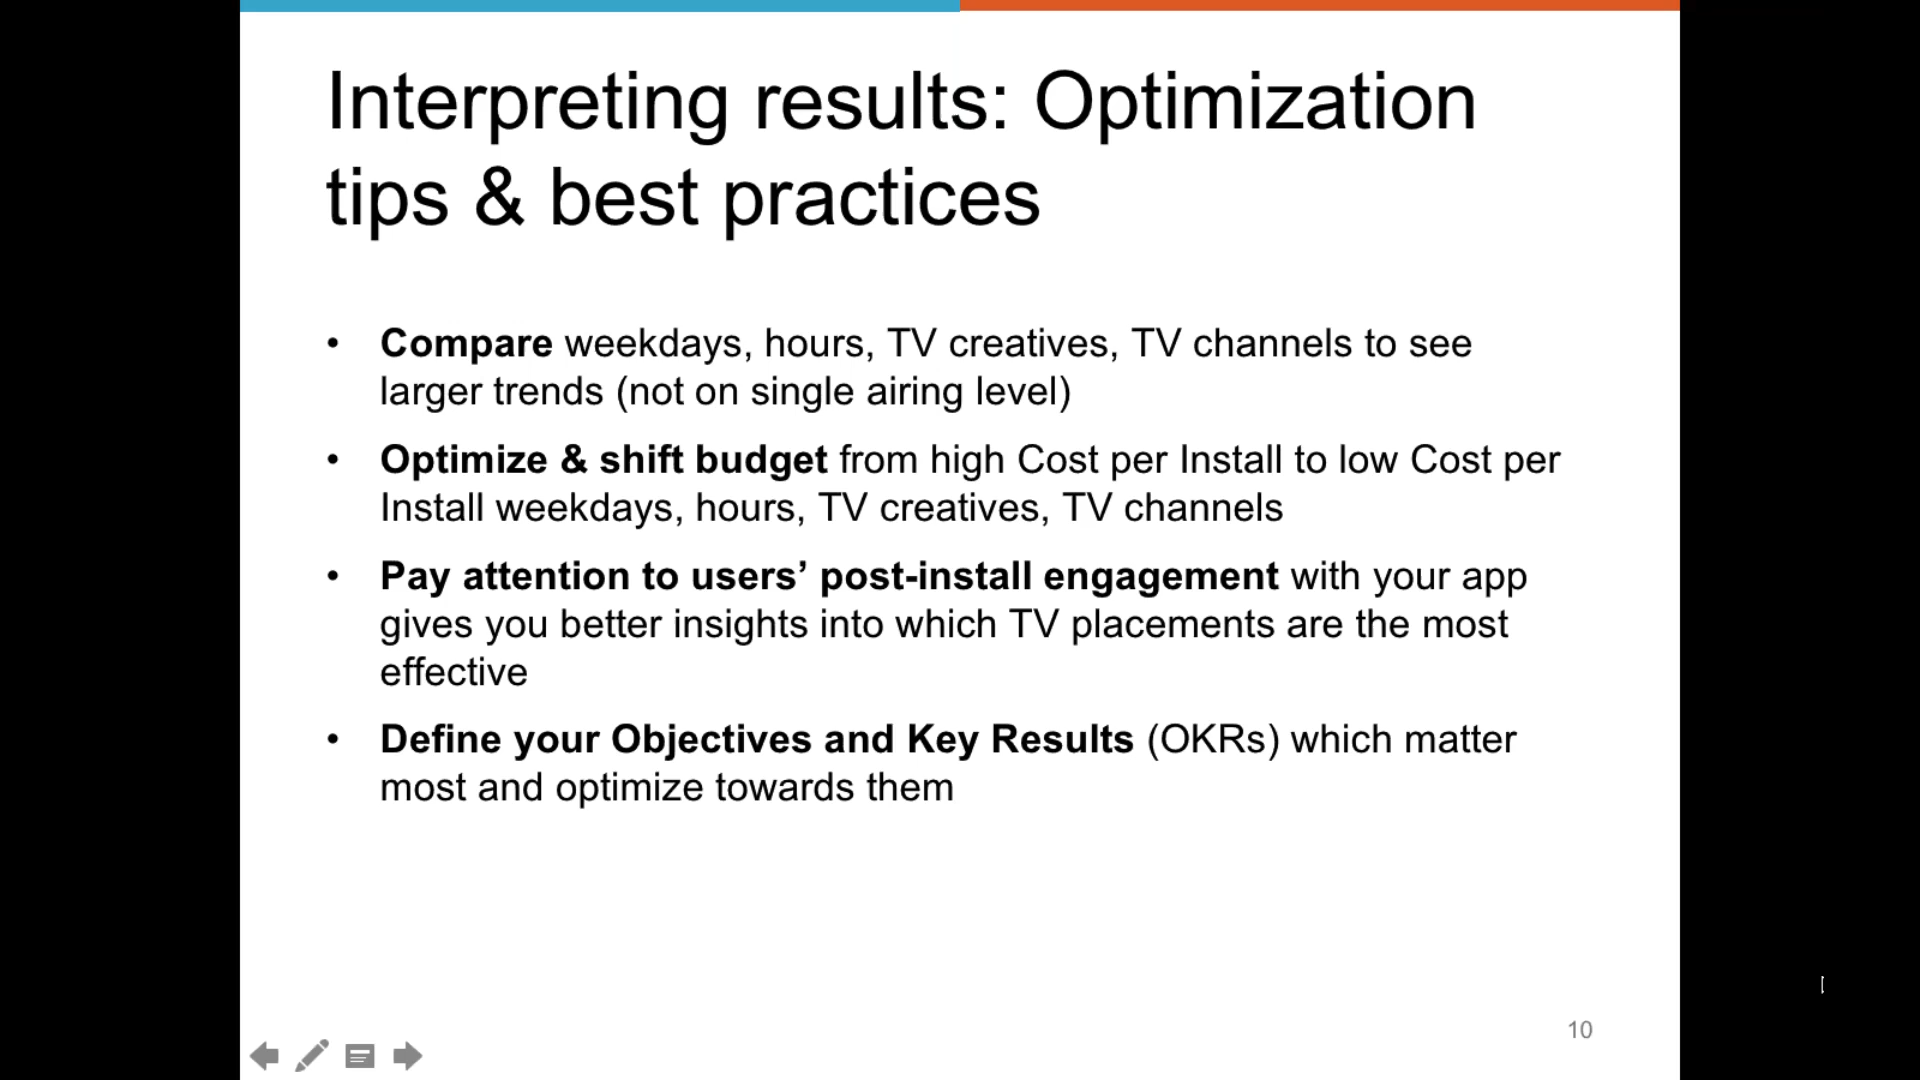 Interpreting results: Optimization
tips & best practices
• Compare weekdays, hours, TV creatives, TV channels to see
larger trends (not on single airing level)
• Optimize & shift budget from high Cost per Install to low Cost per
Install weekdays, hours, TV creatives, TV channels
• Pay attention to users’ post-install engagement with your app
gives you better insights into which TV placements are the most
effective
• Define your Objectives and Key Results (OKRs) which matter
most and optimize towards them
10